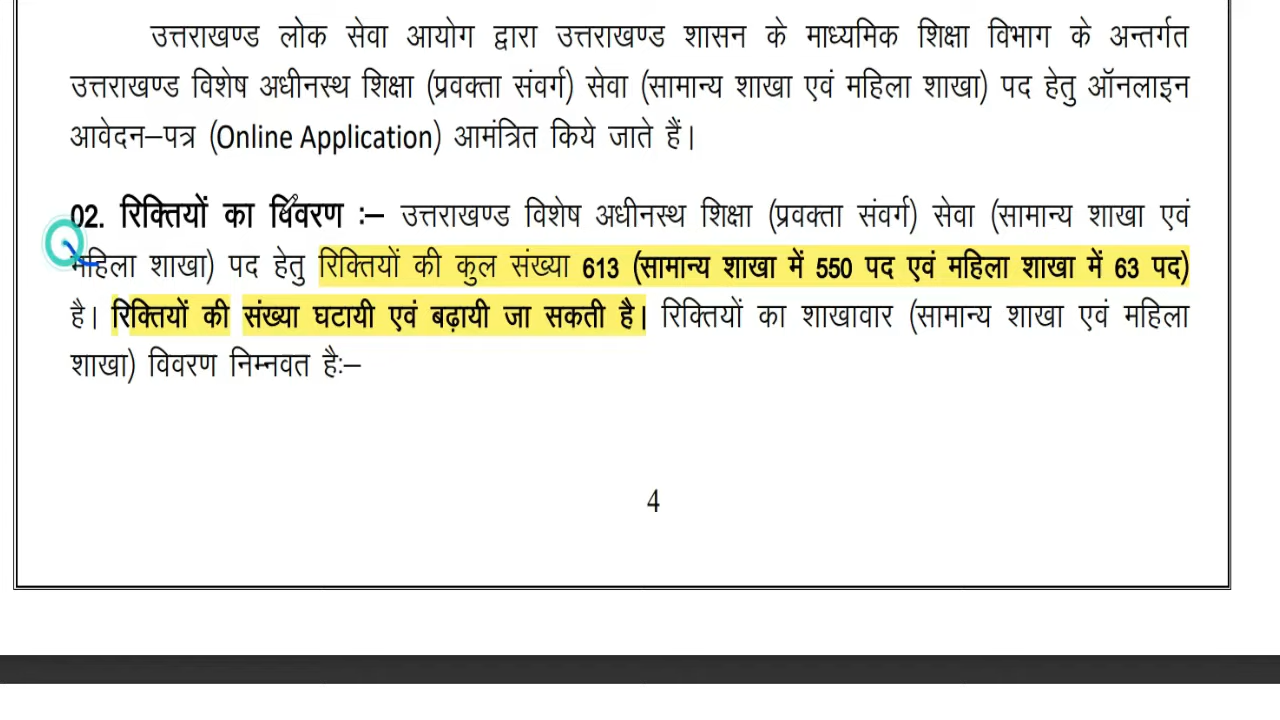 उत्तराखण्ड लोक सेवा आयोग द्वारा उत्तराखण्ड शासन के माध्यमिक शिक्षा विभाग के अन्तर्गत
उत्तराखण्ड विशेष अधीनस्थ शिक्षा (प्रवक्ता संवर्ग) सेवा (सामान्य शाखा एवं महिला शाखा) पद हेतु ऑनलाइन
आवेदन–पत्र (Online Application) आमंत्रित किये जाते हैं।
02. रिक्तियों का विवरण :– उत्तराखण्ड विशेष अधीनस्थ शिक्षा (प्रवक्ता संवर्ग) सेवा (सामान्य शाखा एवं
महिला शाखा) पद हेतु रिक्तियों की कुल संख्या 613 (सामान्य शाखा में 550 पद एवं महिला शाखा में 63 पद)
है। रिक्तियों की संख्या घटायी एवं बढ़ायी जा सकती है। रिक्तियों का शाखावार (सामान्य शाखा एवं महिला
शाखा) विवरण निम्नवत हैः–
4